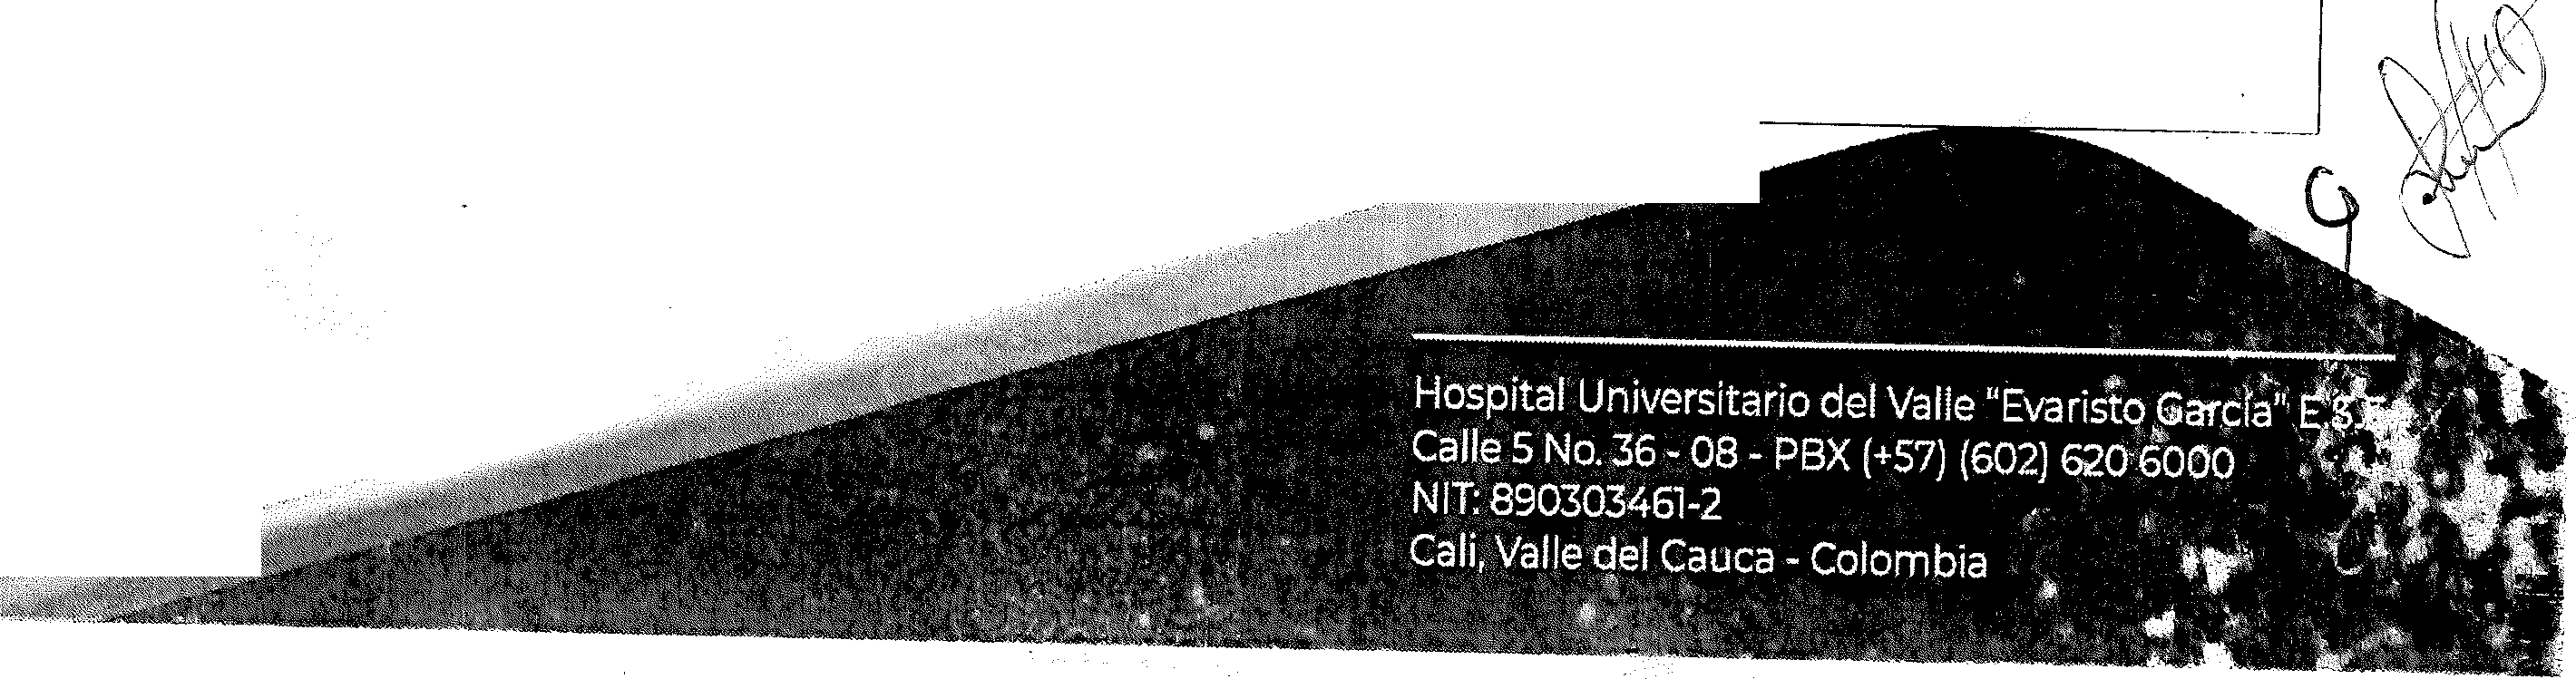 Hospital Universitario del Valle “Evaristo García” E.S.E.
Calle 5 No. 36 - 08 - PBX (+57) (602) 620 6000
NIT: 890303461-2
Cali, Valle del Cauca - Colombia